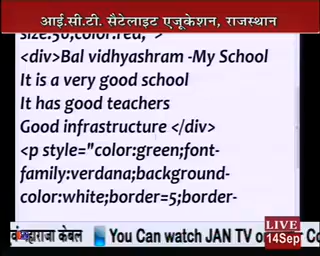 आई.सी.टी. सैटेलाइट एजूकेशन, राजस्थान
size:50;color:red;">
<div>Bal vidhyashram -My School
It is a very good school
It has good teachers
Good infrastructure </div>
<p style="color:green;font-
family:verdana;background-
color:white;border=5;border-
LIVE
केबल You Can watch JAN TV on
14Sep